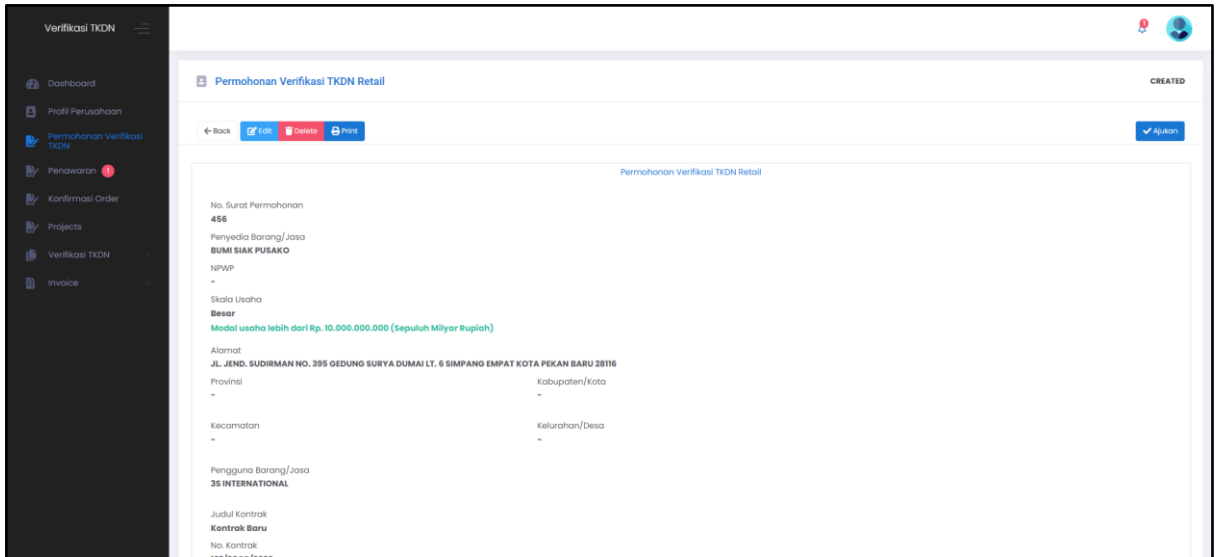 Verifikasi TKDN
1
Dashboard
Profil Perusahaan
Permohonan Verifikasi
TKDN
Penawaran 1
Konfirmasi Order
Projects
Verifikasi TKDN
Invoice
Permohonan Verifikasi TKDN Retail
CREATED
Back Edit Delete Print
Ajukan
Permohonan Verifikasi TKDN Retail
No. Surat Permohonan
456
Penyedia Barang/Jasa
BUMI SIAK PUSAKO
NPWP
-
Skala Usaha
Besar
Modal usaha lebih dari Rp. 10.000.000.000 (Sepuluh Milyar Rupiah)
Alamat
JL. JEND. SUDIRMAN NO. 395 GEDUNG SURYA DUMAI LT. 6 SIMPANG EMPAT KOTA PEKAN BARU 28116
Provinsi Kabupaten/Kota
- -
Kecamatan Kelurahan/Desa
- -
Pengguna Barang/Jasa
3S INTERNATIONAL
Judul Kontrak
Kontrak Baru
No. Kontrak